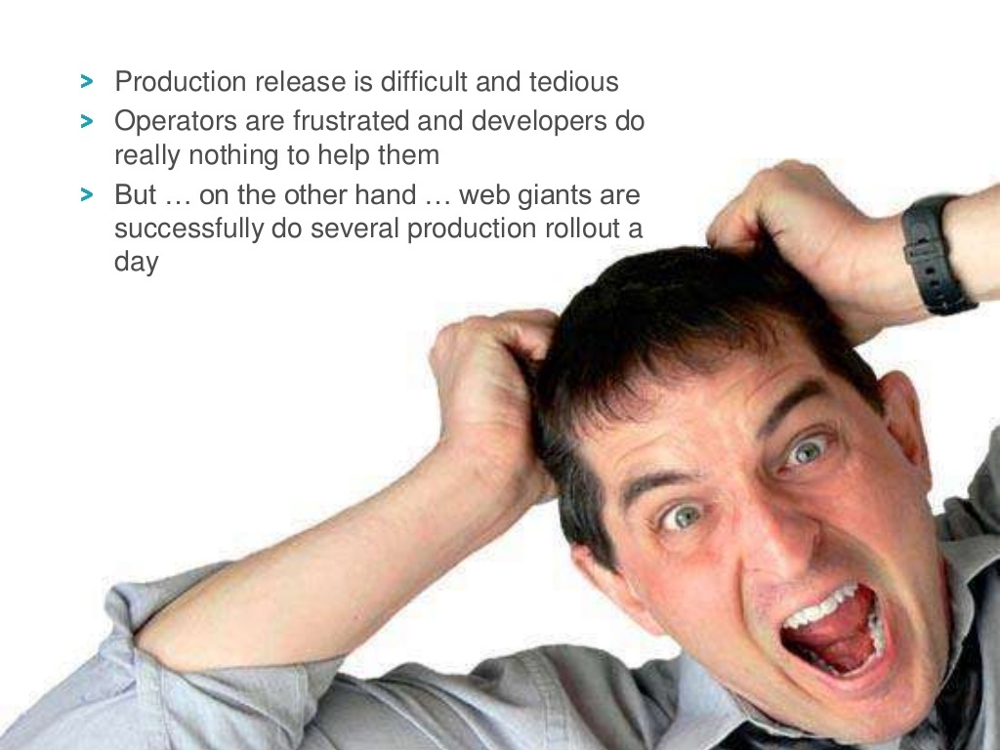 > Production release is difficult and tedious
> Operators are frustrated and developers do
really nothing to help them
> But … on the other hand … web giants are
successfully do several production rollout a
day